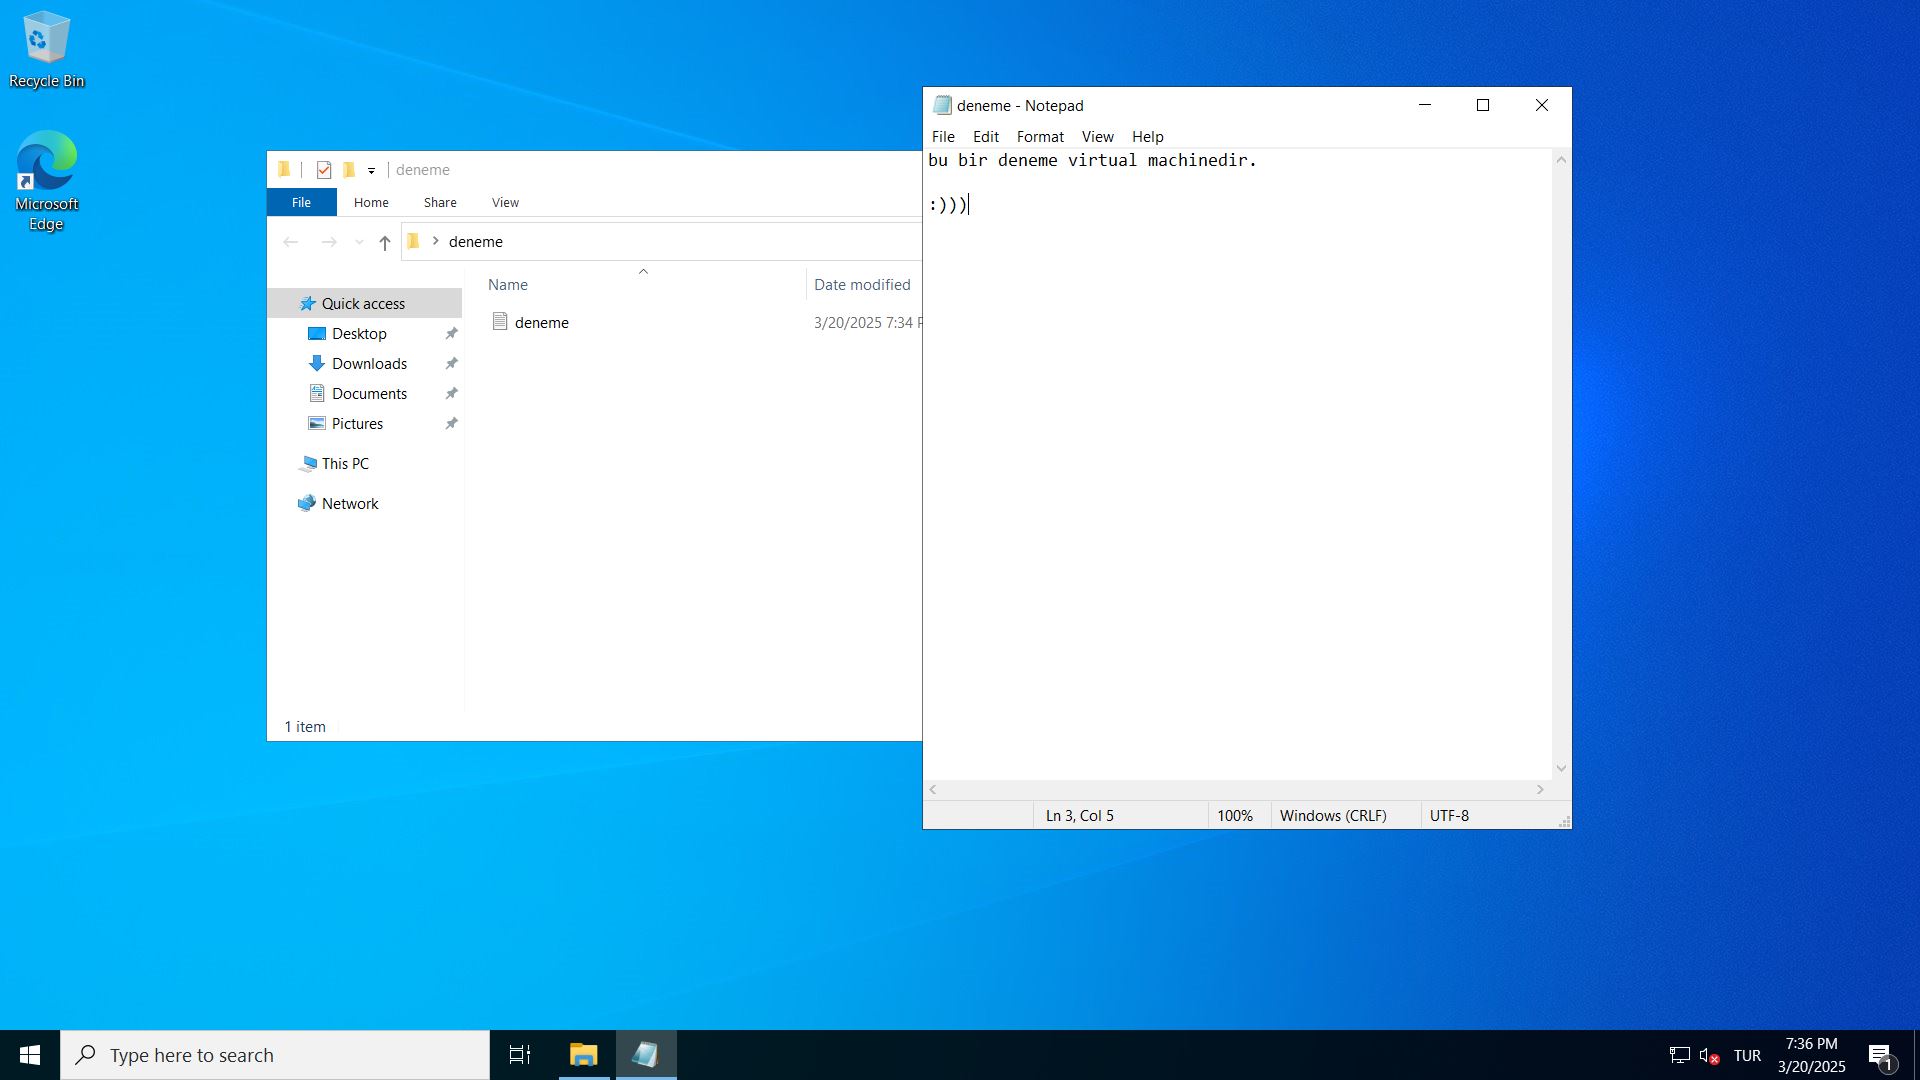 Recycle Bin
Microsoft
Edge
deneme
File Home Share View
deneme
Name Date modified
Quick access
deneme 3/20/2025 7:34
Desktop
Downloads
Documents
Pictures
This PC
Network
1 item
deneme - Notepad
File Edit Format View Help
bu bir deneme virtual machinedir.
:)))
Ln 3, Col 5 100% Windows (CRLF) UTF-8
Type here to search
TUR
7:36 PM
3/20/2025
1